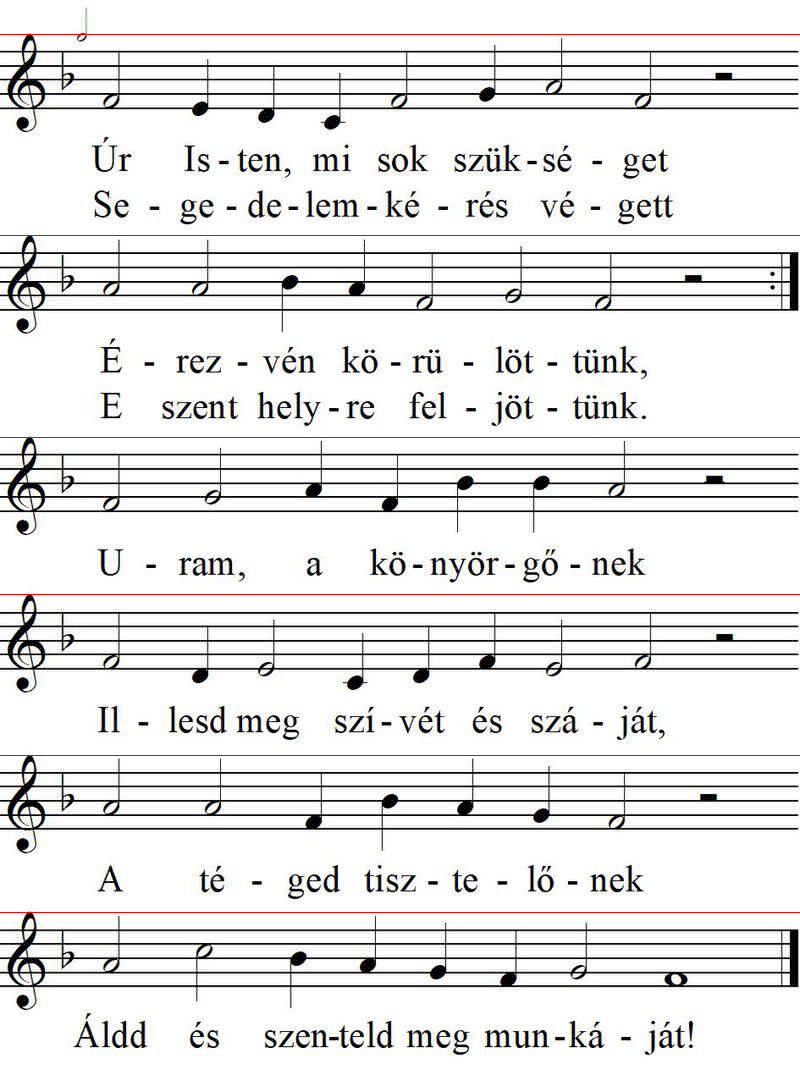 Úr Is - ten, mi sok szük - sé - get
Se - ge - de - lem - ké - rés vé - gett
É - rez - vén kö - rü - löt - tünk,
E szent hely - re fel - jöt - tünk.
U - ram, a kö - nyör - gő - nek
Il - lesd meg szí - vét és szá - ját,
A té - ged tisz - te - lő - nek
Áldd és szen - teld meg mun - ká - ját!